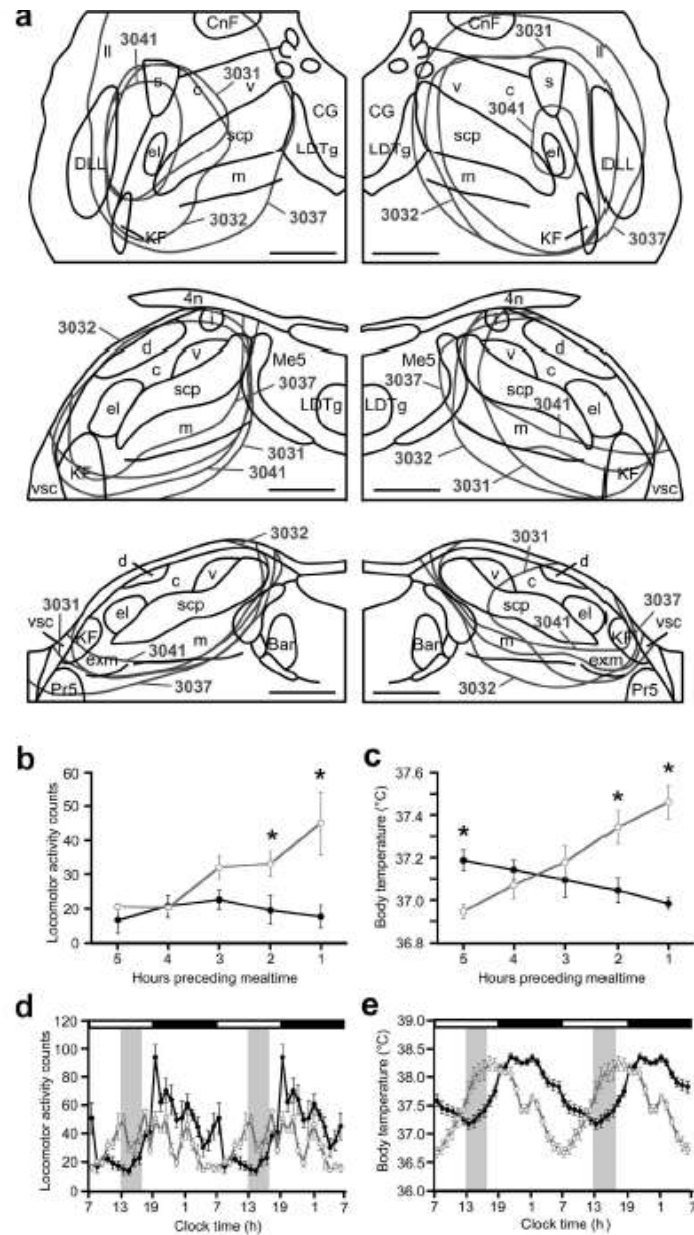 a
CnF
3041
ll
s
c
3031
v
CG
el
scp
DLL
LDTg
m
KF
3032
3037
3031
ll
v
c
s
CG
3041
scp
el
LDTg
DLL
m
3032
KF
3037
4n
3032
d
v
c
Me5
scp
3037
el
LDTg
m
3031
KF
3041
vsc
4n
d
v
c
Me5
3037
scp
LDTg
3041
el
m
3032
KF
3031
vsc
3032
d
c
v
el
scp
3031
vsc
KF
m
Bar
3041
exm
Pr5
3037
3031
d
v
c
3037
scp
el
vsc
3041
KF
Bar
m
exm
3032
Pr5
b
Locomotor activity counts
60
50
40
30
20
10
0
* *
5 4 3 2 1
Hours preceding mealtime
c
Body temperature (°C)
37.6
37.4
37.2
37.0
36.8
* * *
5 4 3 2 1
Hours preceding mealtime
d
Locomotor activity counts
120
100
80
60
40
20
0
7 13 19 1 7 13 19 1 7
Clock time (h)
e
Body temperature (°C)
39.0
38.5
38.0
37.5
37.0
36.5
36.0
7 13 19 1 7 13 19 1 7
Clock time (h)